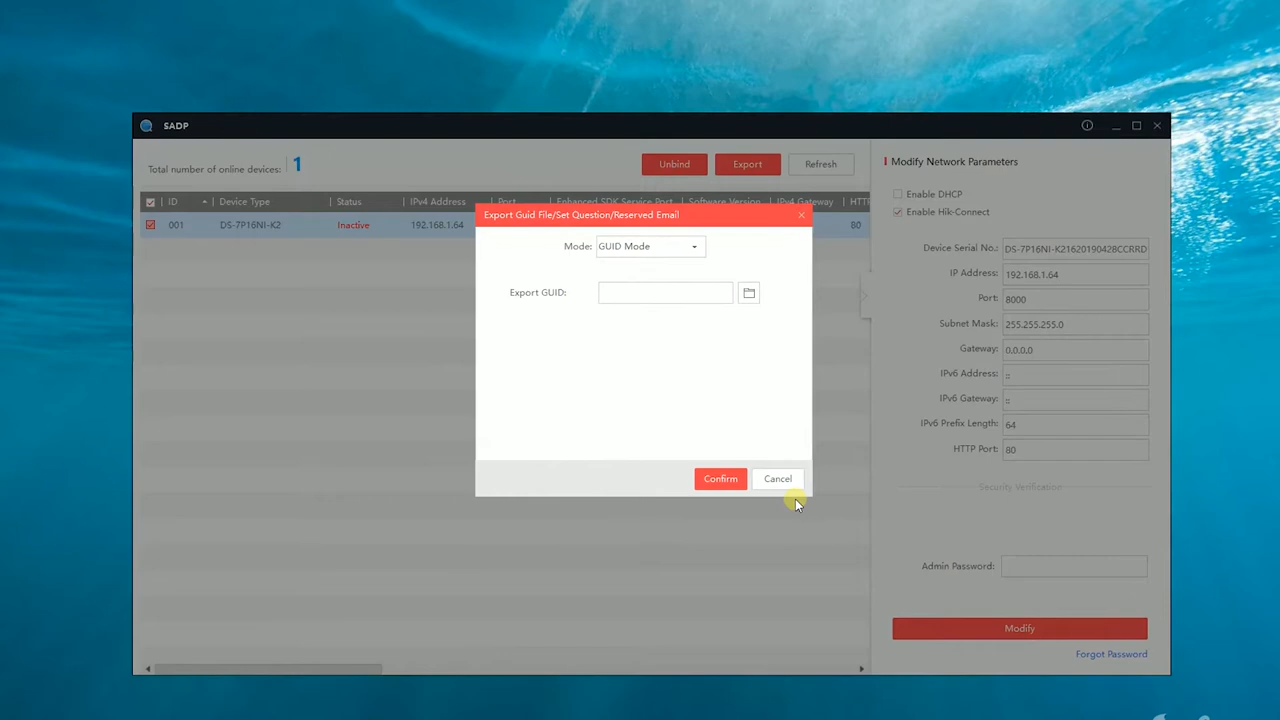 SADP
Total number of online devices: 1
Unbind
Export
Refresh
ID
Device Type
Status
IPv4 Address
Port
Enhanced SDK Service Port
Software Version
IPv4 Gateway
HTTP
001
DS-7P16NI-K2
Inactive
192.168.1.64
80
Export Guid File/Set Question/Reserved Email
Mode: GUID Mode
Export GUID:
Confirm
Cancel
Modify Network Parameters
Enable DHCP
Enable Hik-Connect
Device Serial No.: DS-7P16NI-K21620190428CCRRD
IP Address: 192.168.1.64
Port: 8000
Subnet Mask: 255.255.255.0
Gateway: 0.0.0.0
IPv6 Address: ::
IPv6 Gateway: ::
IPv6 Prefix Length: 64
HTTP Port: 80
Security Verification
Admin Password:
Modify
Forgot Password